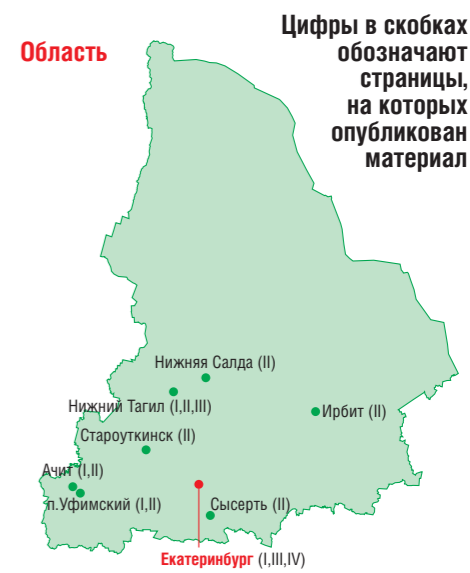 Область
Цифры в скобках
обозначают
страницы,
на которых
опубликован
материал
Нижняя Салда (II)
Нижний Тагил (I,II,III)
Ирбит (II)
Староуткинск (II)
Ачит (I,II)
п.Уфимский (I,II)
Сысерть (II)
Екатеринбург (I,III,IV)